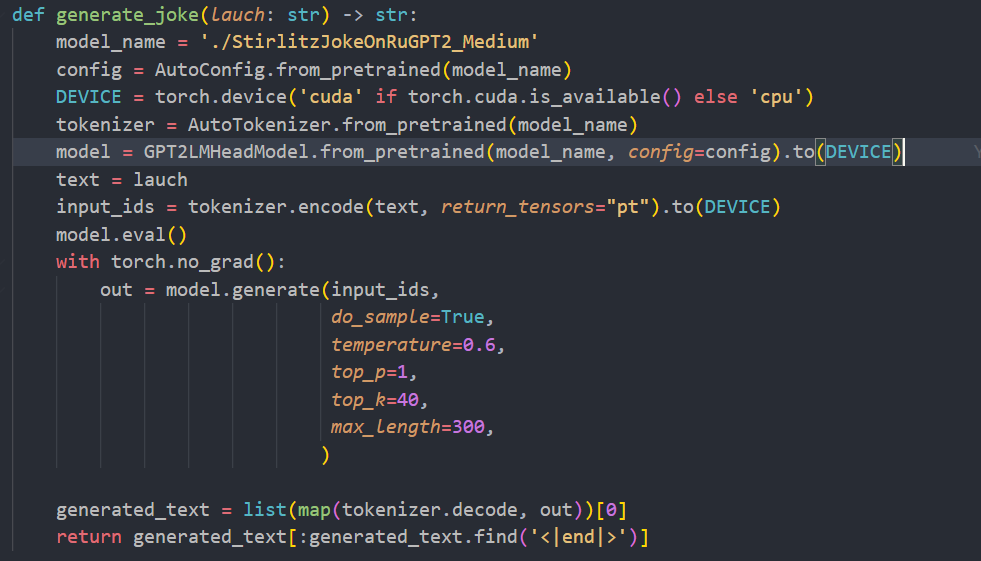 def generate_joke(lauch: str) -> str:
    model_name = './StirlitzJokeOnRuGPT2_Medium'
    config = AutoConfig.from_pretrained(model_name)
    DEVICE = torch.device('cuda' if torch.cuda.is_available() else 'cpu')
    tokenizer = AutoTokenizer.from_pretrained(model_name)
    model = GPT2LMHeadModel.from_pretrained(model_name, config=config).to(DEVICE)
    text = lauch
    input_ids = tokenizer.encode(text, return_tensors="pt").to(DEVICE)
    model.eval()
    with torch.no_grad():
        out = model.generate(input_ids,
                             do_sample=True,
                             temperature=0.6,
                             top_p=1,
                             top_k=40,
                             max_length=300,
                            )
    generated_text = list(map(tokenizer.decode, out))[0]
    return generated_text[:generated_text.find('<|end|>')]